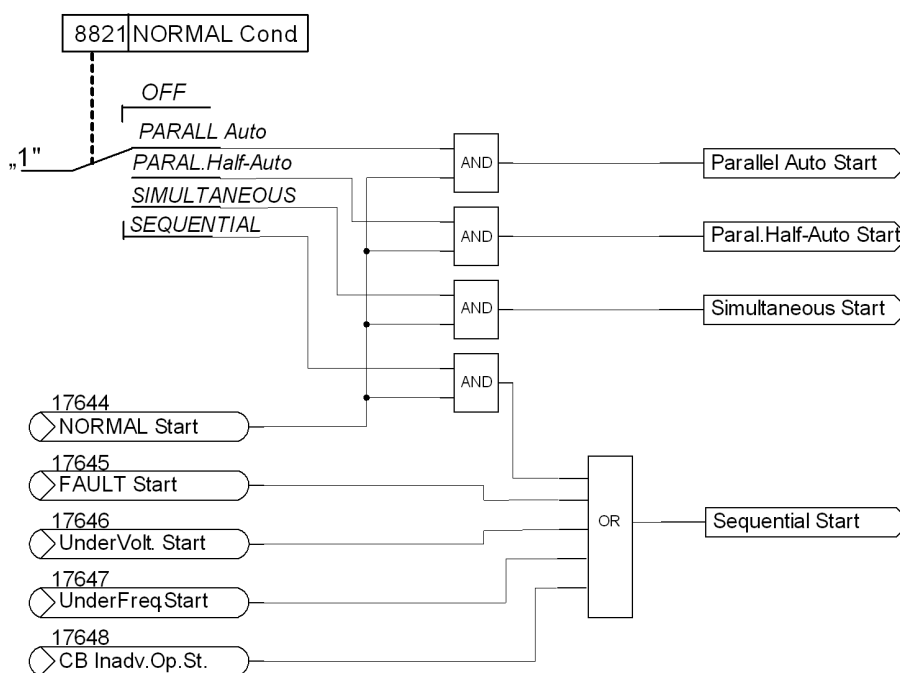 8821 NORMAL Cond
OFF
PARALL Auto
„1"
PARAL.Half-Auto
SIMULTANEOUS
SEQUENTIAL
AND
Parallel Auto Start
AND
Paral.Half-Auto Start
AND
Simultaneous Start
AND
17644
NORMAL Start
17645
FAULT Start
17646
UnderVolt. Start
17647
UnderFreq.Start
17648
CB Inadv.Op.St.
OR
Sequential Start